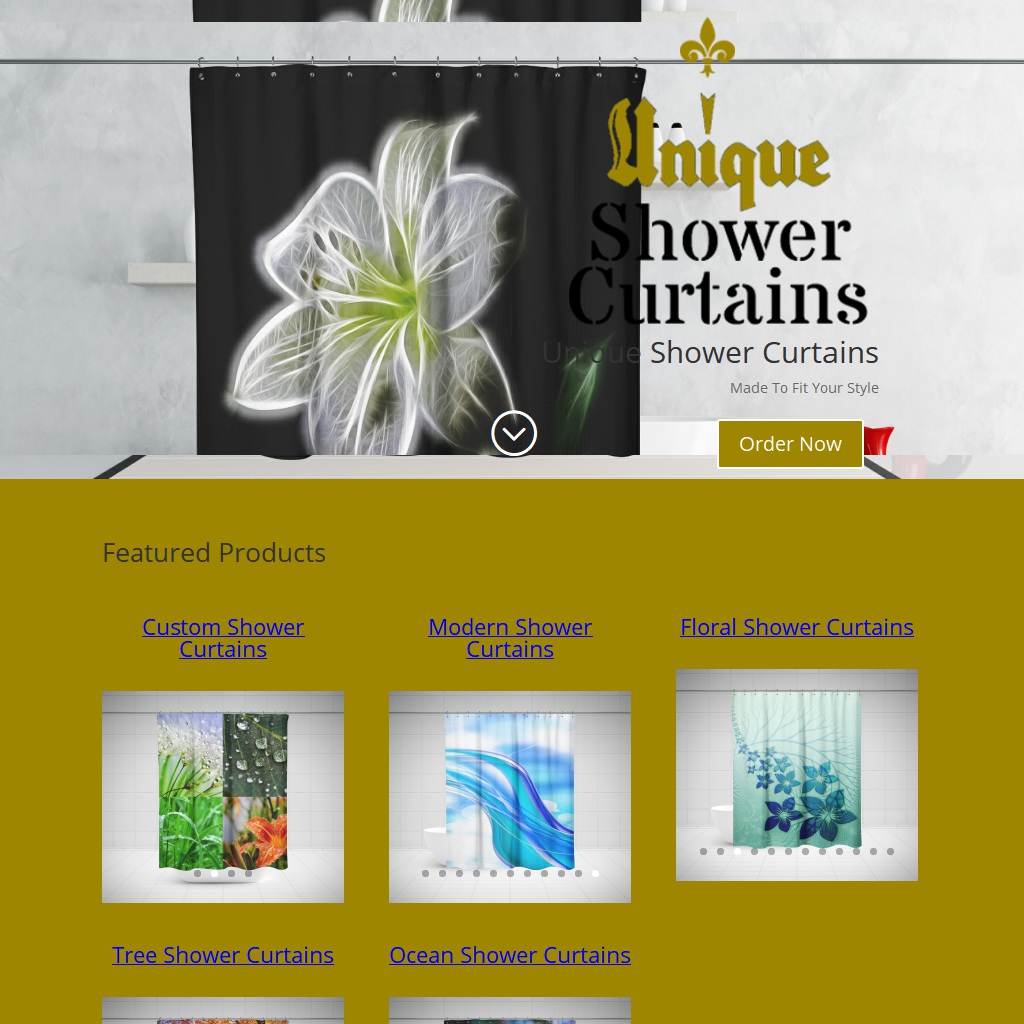 Unique
Shower
Curtains
Unique Shower Curtains
Made To Fit Your Style
Order Now
Featured Products
Custom Shower
Curtains
Modern Shower
Curtains
Floral Shower Curtains
Tree Shower Curtains
Ocean Shower Curtains